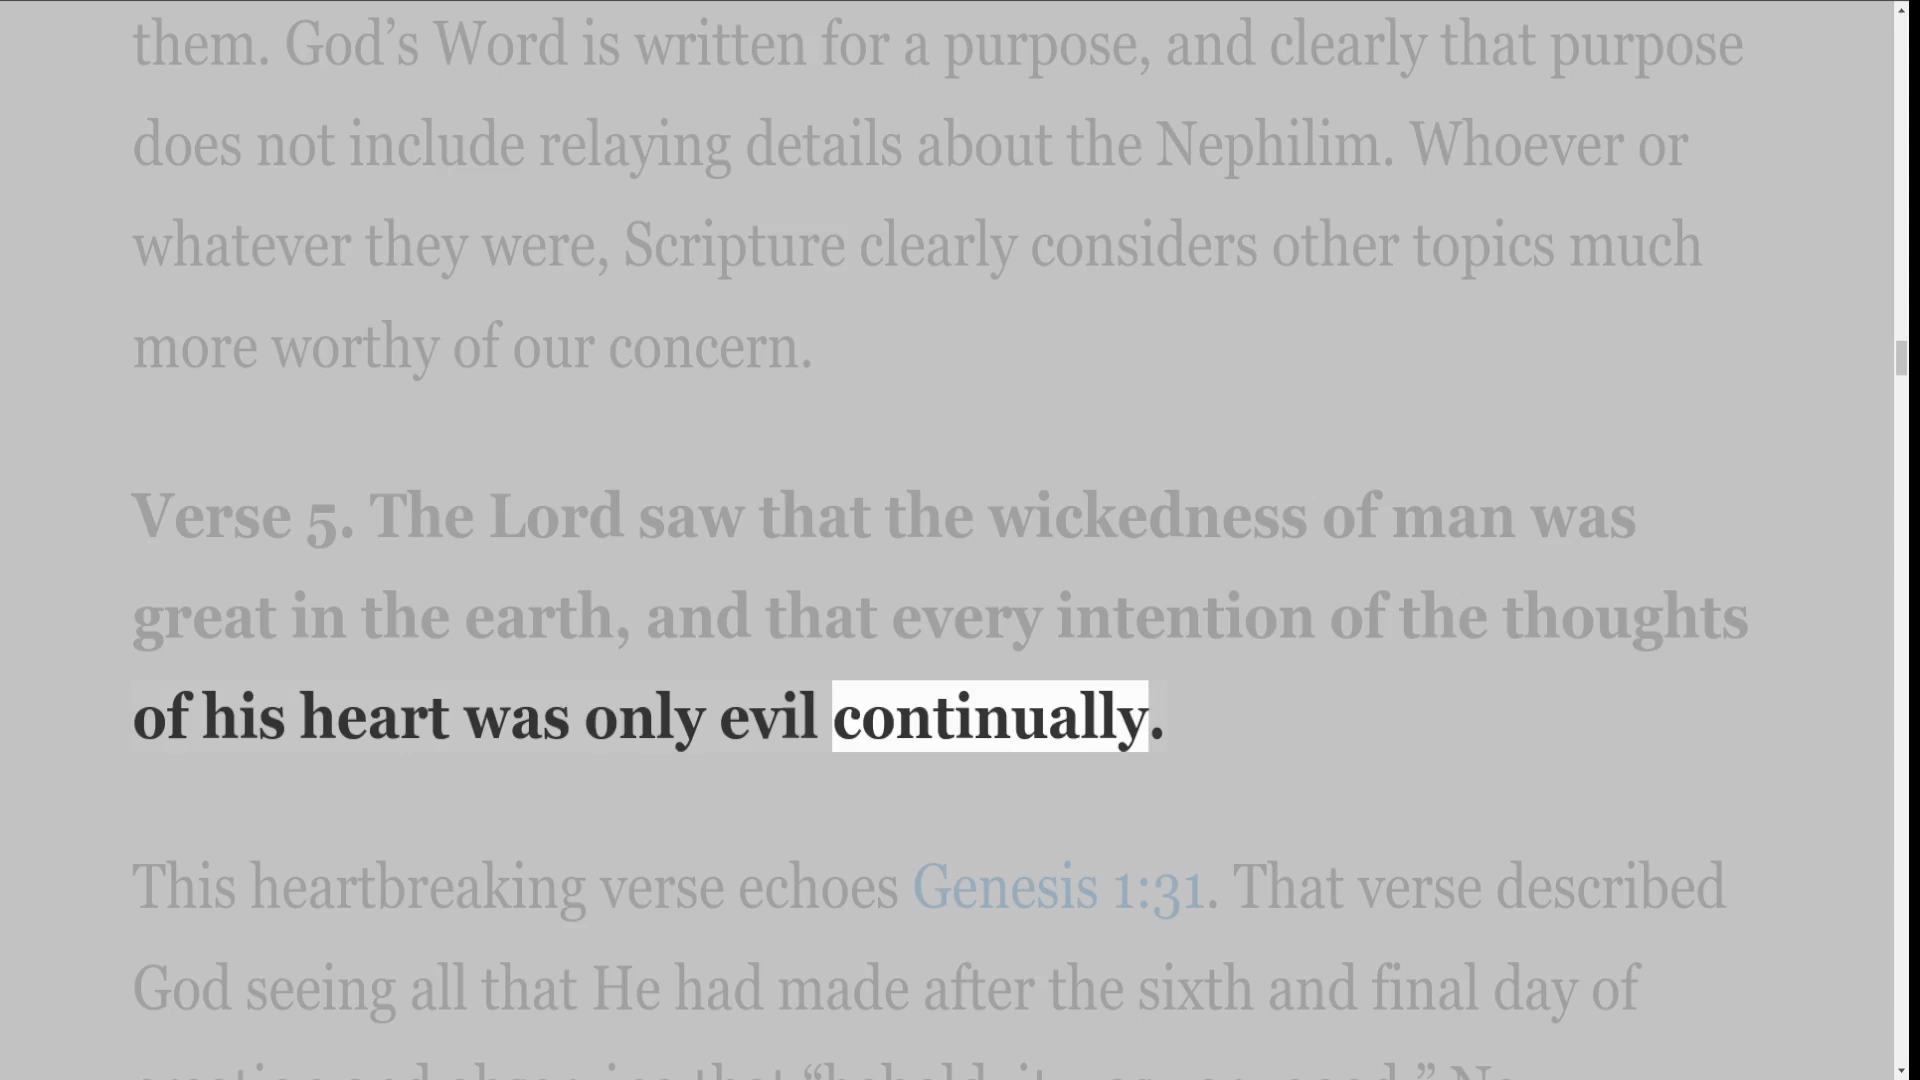 them. God’s Word is written for a purpose, and clearly that purpose
does not include relaying details about the Nephilim. Whoever or
whatever they were, Scripture clearly considers other topics much
more worthy of our concern.
Verse 5. The Lord saw that the wickedness of man was
great in the earth, and that every intention of the thoughts
of his heart was only evil continually.
This heartbreaking verse echoes Genesis 1:31. That verse described
God seeing all that He had made after the sixth and final day of